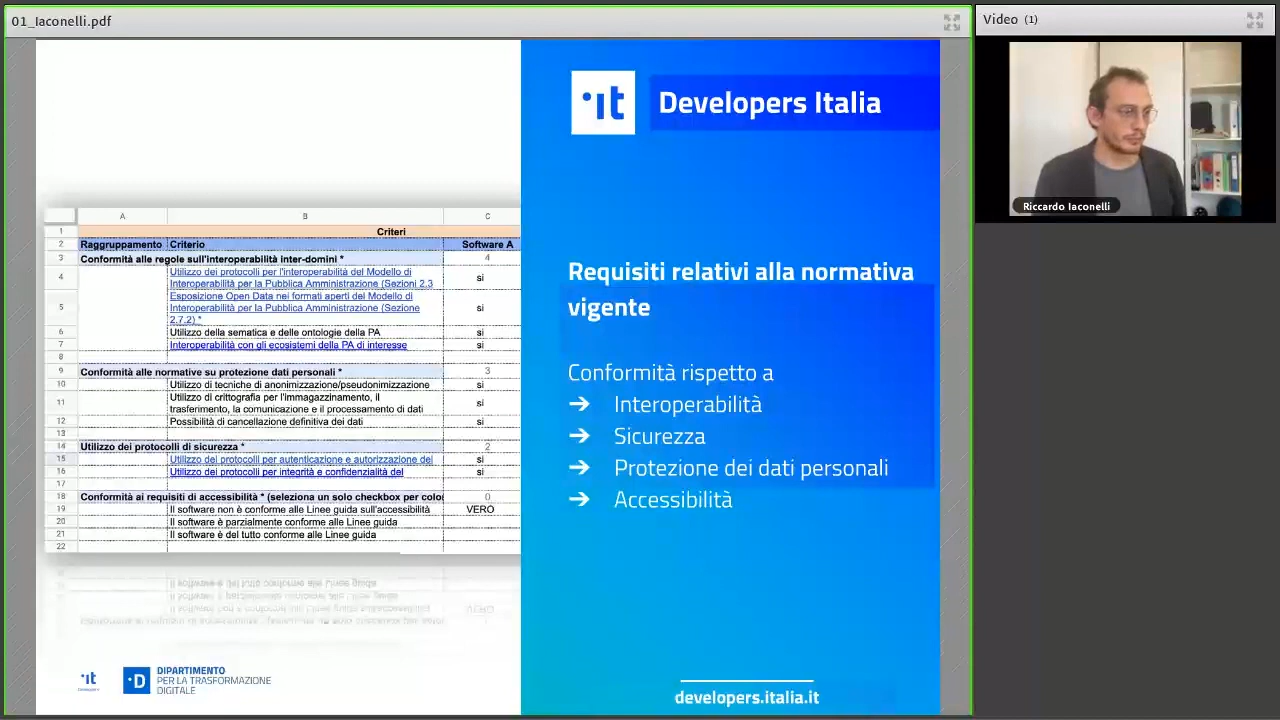 01_Iaconelli.pdf
Video (1)
Riccardo Iaconelli
·it
Developers Italia
A B C
1 Criteri
2 Raggruppamento Criterio Software A
3 Conformità alle regole sull'interoperabilità inter-domini * 4
4 Utilizzo dei protocolli per l'interoperabilità del Modello di
Interoperabilità per la Pubblica Amministrazione (Sezioni 2.3 si
5 Esposizione Open Data nei formati aperti del Modello di
Interoperabilità per la Pubblica Amministrazione (Sezione si
2.7.2) *
6 Utilizzo della sematica e delle ontologie della PA si
7 Interoperabilità con gli ecosistemi della PA di interesse si
8
9 Conformità alle normative su protezione dati personali * 3
10 Utilizzo di tecniche di anonimizzazione/pseudonimizzazione si
11 Utilizzo di crittografia per l'immagazzinamento, il
trasferimento, la comunicazione e il processamento di dati si
12 Possibilità di cancellazione definitiva dei dati si
13
14 Utilizzo dei protocolli di sicurezza * 2
15 Utilizzo dei protocolli per autenticazione e autorizzazione dei si
16 Utilizzo dei protocolli per integrità e confidenzialità del si
17
18 Conformità ai requisiti di accessibilità * (seleziona un solo checkbox per colo 0
19 Il software non è conforme alle Linee guida sull'accessibilità VERO
20 Il software è parzialmente conforme alle Linee guida
21 Il software è del tutto conforme alle Linee guida
22
Requisiti relativi alla normativa
vigente
Conformità rispetto a
➔ Interoperabilità
➔ Sicurezza
➔ Protezione dei dati personali
➔ Accessibilità
·it
·D
DIPARTIMENTO
PER LA TRASFORMAZIONE
DIGITALE
developers.italia.it